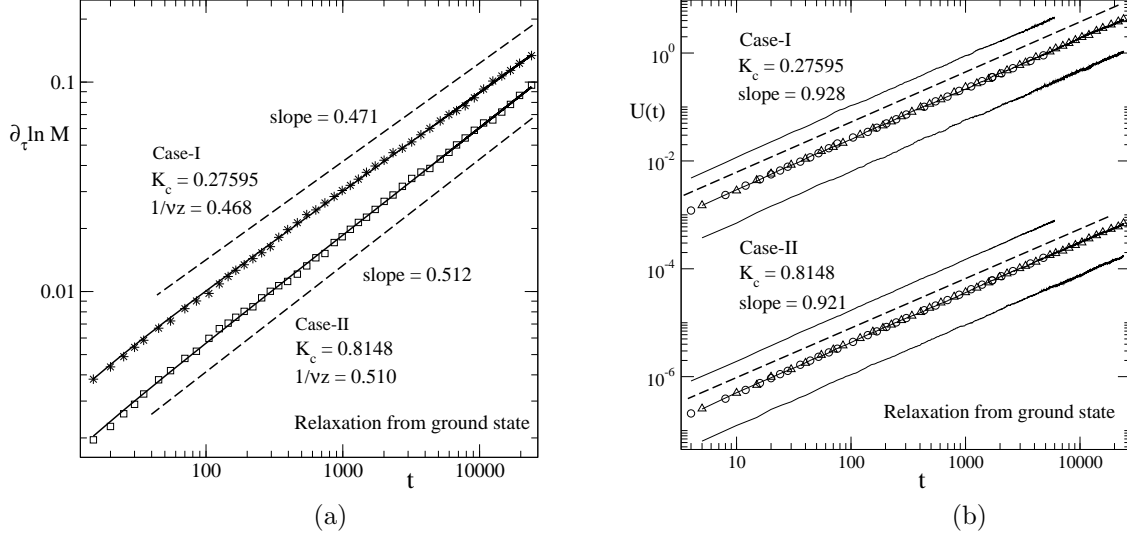 0.1
0.01
∂τ ln M
slope = 0.471
Case-I
Kc = 0.27595
1/νz = 0.468
slope = 0.512
Case-II
Kc = 0.8148
1/νz = 0.510
Relaxation from ground state
100 1000 10000
t
(a)
10^0
10^-2
10^-4
10^-6
U(t)
Case-I
Kc = 0.27595
slope = 0.928
Case-II
Kc = 0.8148
slope = 0.921
Relaxation from ground state
10 100 1000 10000
t
(b)